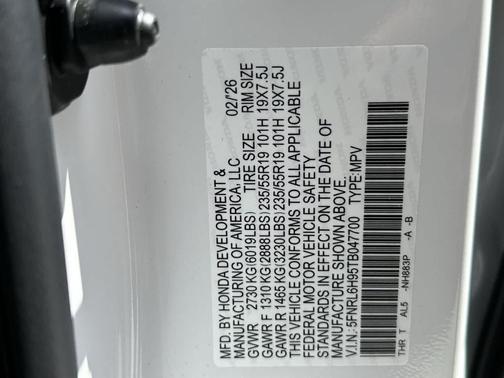 MFD. BY HONDA DEVELOPMENT &
MANUFACTURING OF AMERICA, LLC 02/'26
GVWR 2730 KG(6019LBS) TIRE SIZE RIM SIZE
GAWR F 1310 KG(2888LBS)235/55R19 101H 19X7.5J
GAWR R 1465 KG(3230LBS)235/55R19 101H 19X7.5J
THIS VEHICLE CONFORMS TO ALL APPLICABLE
FEDERAL MOTOR VEHICLE SAFETY
STANDARDS IN EFFECT ON THE DATE OF
MANUFACTURE SHOWN ABOVE.
V.I.N.: 5FNRL6H95TB047700 TYPE:MPV
THR T AL5 -NH883P -A -B